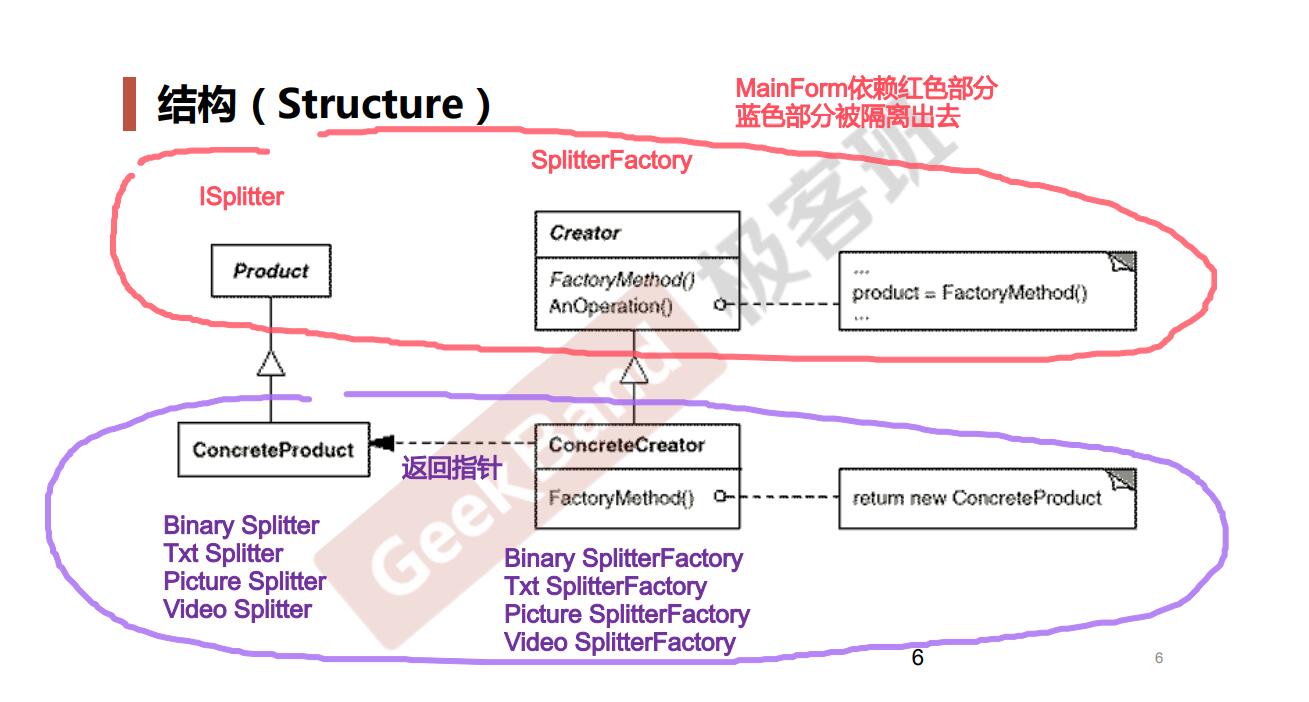 结构（Structure）
MainForm依赖红色部分
蓝色部分被隔离出去
ISplitter
SplitterFactory
Product
Creator
FactoryMethod()
AnOperation()
...
product = FactoryMethod()
...
ConcreteProduct
返回指针
ConcreteCreator
FactoryMethod()
return new ConcreteProduct
Binary Splitter
Txt Splitter
Picture Splitter
Video Splitter
Binary SplitterFactory
Txt SplitterFactory
Picture SplitterFactory
Video SplitterFactory
GeekBand
极客班
6
6